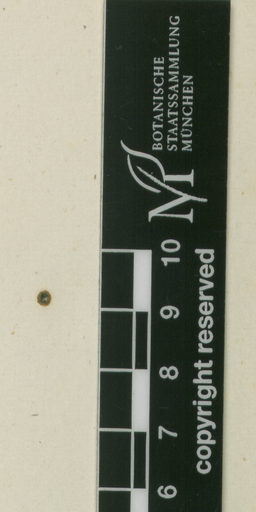 BOTANISCHE
STAATSSAMMLUNG
MÜNCHEN
M
10
9
8
7
6
copyright reserved